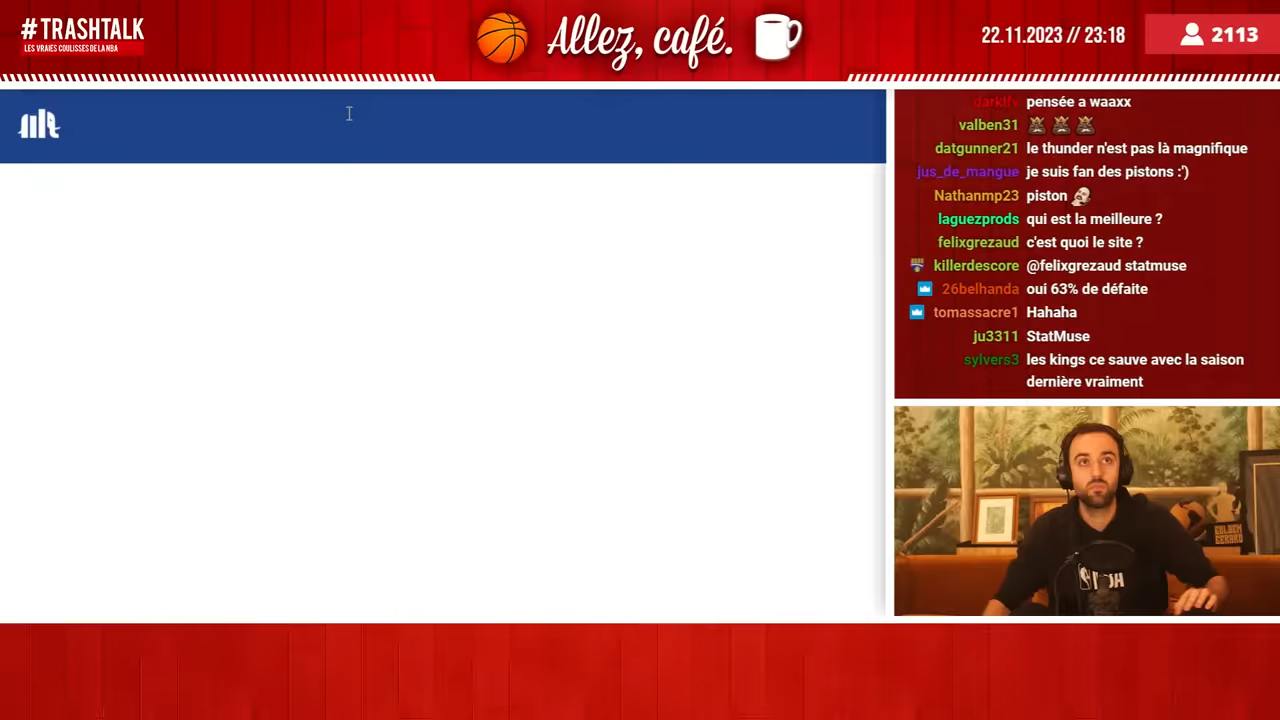 #TRASHTALK
LES VRAIES COULISSES DE LA NBA
Allez, café.
22.11.2023 // 23:18
2113
darklfv pensée a waaxx
valben31
datgunner21 le thunder n'est pas là magnifique
jus_de_mangue je suis fan des pistons :')
Nathanmp23 piston
laguezprods qui est la meilleure ?
felixgrezaud c'est quoi le site ?
killerdescore @felixgrezaud statmuse
26belhanda oui 63% de défaite
tomassacre1 Hahaha
ju3311 StatMuse
sylvers3 les kings ce sauve avec la saison
dernière vraiment